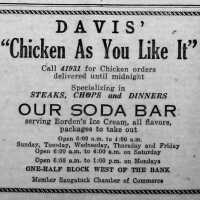 DAVIS'
"Chicken As You Like It"
Call 41931 for Chicken orders
delivered until midnight
Specializing in
STEAKS, CHOPS and DINNERS
OUR SODA BAR
serving Borden's Ice Cream, all flavors,
packages to take out
Open 6:00 a.m. to 4:00 a.m.
Sunday, Tuesday, Wednesday, Thursday and Friday
Open 6:00 a.m. to 4:00 a.m. on Saturday
Open 6:00 a.m. to 1:00 p.m. on Mondays
ONE-HALF BLOCK WEST OF THE BANK
Member Saugatuck Chamber of Commerce